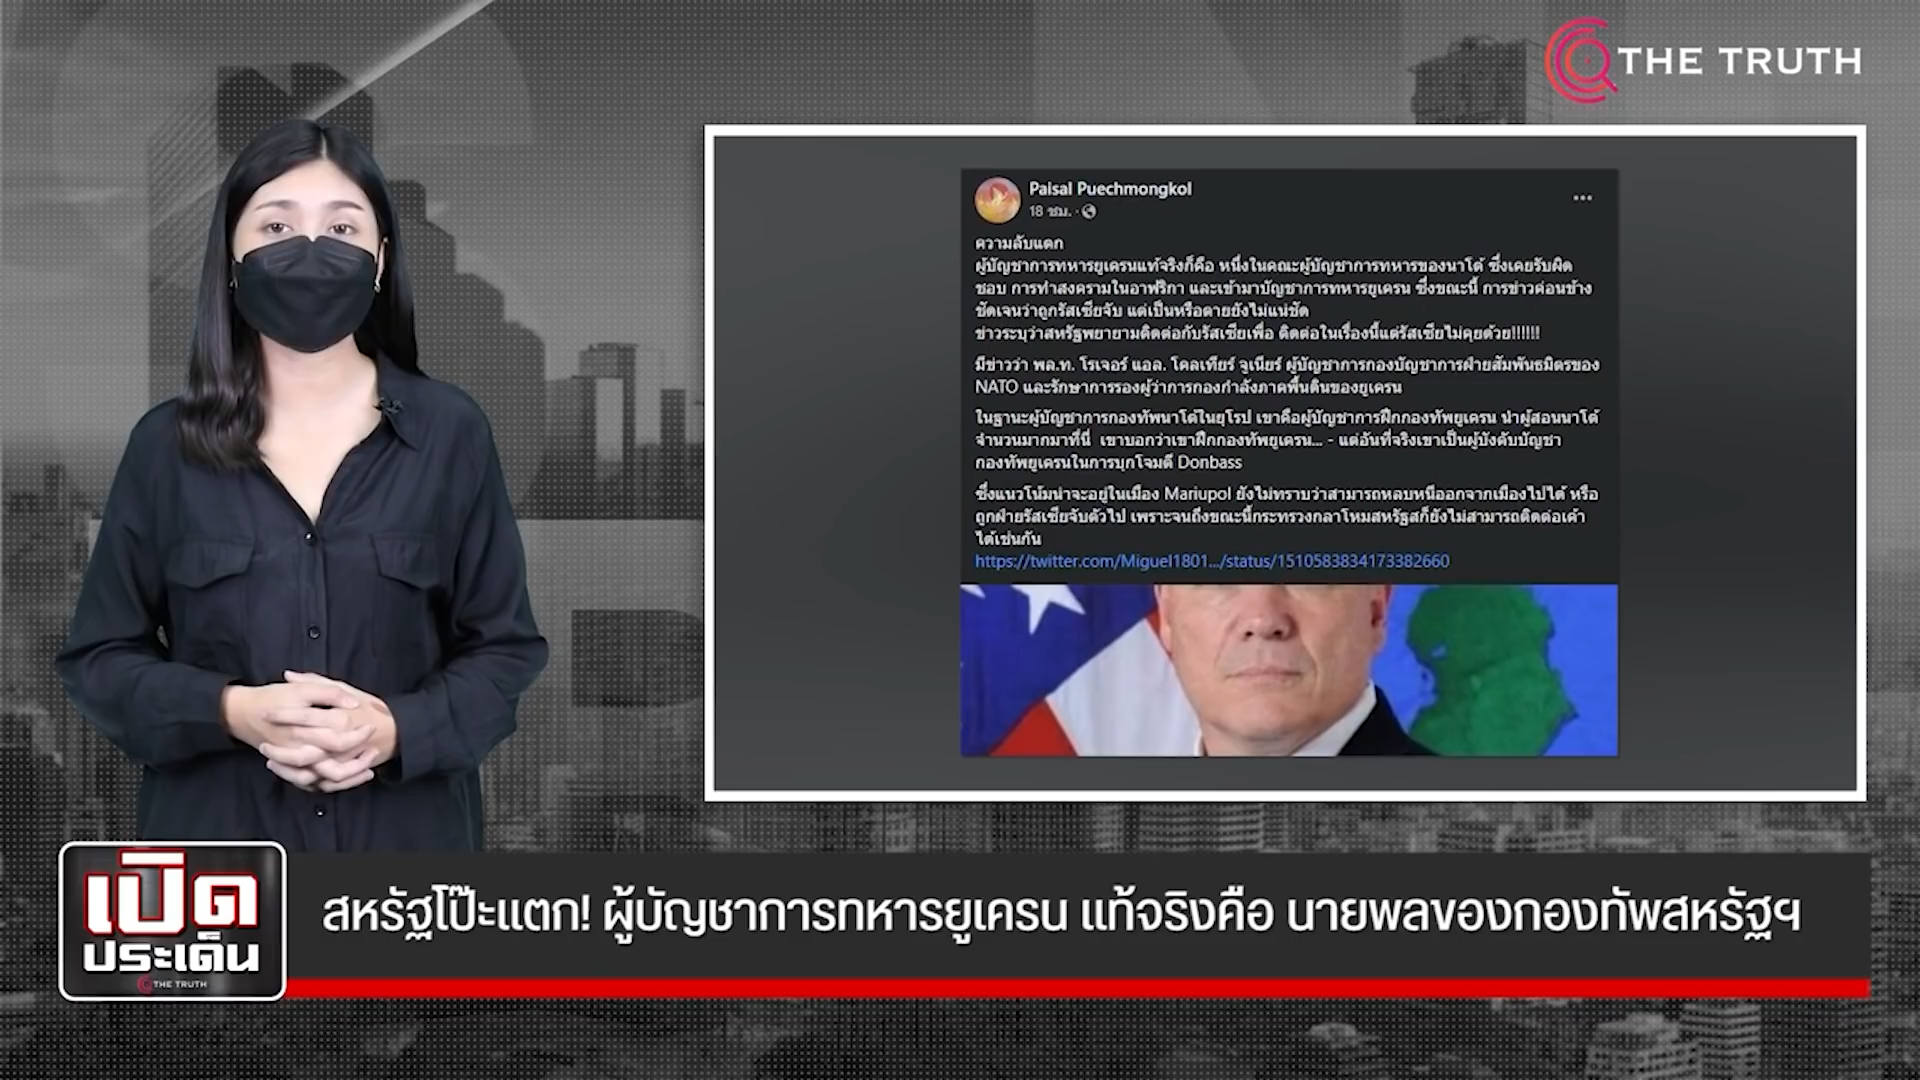 THE TRUTH
Paisal Puechmongkol
18 ชม.
ความลับแตก
ผู้บัญชาการทหารยูเครนแท้จริงก็คือ หนึ่งในคณะผู้บัญชาการทหารของนาโต้ ซึ่งเคยรับผิด
ชอบ การทำสงครามในอาฟริกา และเข้ามาบัญชาการทหารยูเครน ซึ่งขณะนี้ การข่าวค่อนข้าง
ชัดเจนว่าถูกรัสเซียจับ แต่เป็นหรือตายยังไม่แน่ชัด
ข่าวระบุว่าสหรัฐพยายามติดต่อกับรัสเซียเพื่อ ติดต่อในเรื่องนี้แต่รัสเซียไม่คุยด้วย!!!!!!
มีข่าวว่า พล.ท. โรเจอร์ แอล. โคลเทียร์ จูเนียร์ ผู้บัญชาการกองบัญชาการฝ่ายสัมพันธมิตรของ
NATO และรักษาการรองผู้ว่าการกองกำลังภาคพื้นดินของยูเครน
ในฐานะผู้บัญชาการกองทัพนาโต้ในยุโรป เขาคือผู้บัญชาการฝึกกองทัพยูเครน นำผู้สอนนาโต้
จำนวนมากมาที่นี่ เขาบอกว่าเขาฝึกกองทัพยูเครน... - แต่อันที่จริงเขาเป็นผู้บังคับบัญชา
กองทัพยูเครนในการบุกโจมตี Donbass
ซึ่งแนวโน้มน่าจะอยู่ในเมือง Mariupol ยังไม่ทราบว่าสามารถหลบหนีออกจากเมืองไปได้ หรือ
ถูกฝ่ายรัสเซียจับตัวไป เพราะจนถึงขณะนี้กระทรวงกลาโหมสหรัฐสก็ยังไม่สามารถติดต่อเค้า
ได้เช่นกัน
https://twitter.com/Miguel1801.../status/1510583834173382660
เปิด
ประเด็น
THE TRUTH
สหรัฐโป๊ะแตก! ผู้บัญชาการทหารยูเครน แท้จริงคือ นายพลของกองทัพสหรัฐฯ